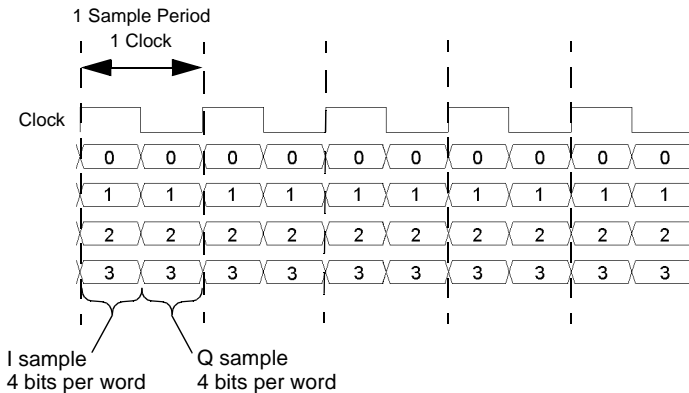 1 Sample Period
1 Clock
Clock
0 0 0 0 0 0 0 0 0 0
1 1 1 1 1 1 1 1 1 1
2 2 2 2 2 2 2 2 2 2
3 3 3 3 3 3 3 3 3 3
I sample
4 bits per word
Q sample
4 bits per word